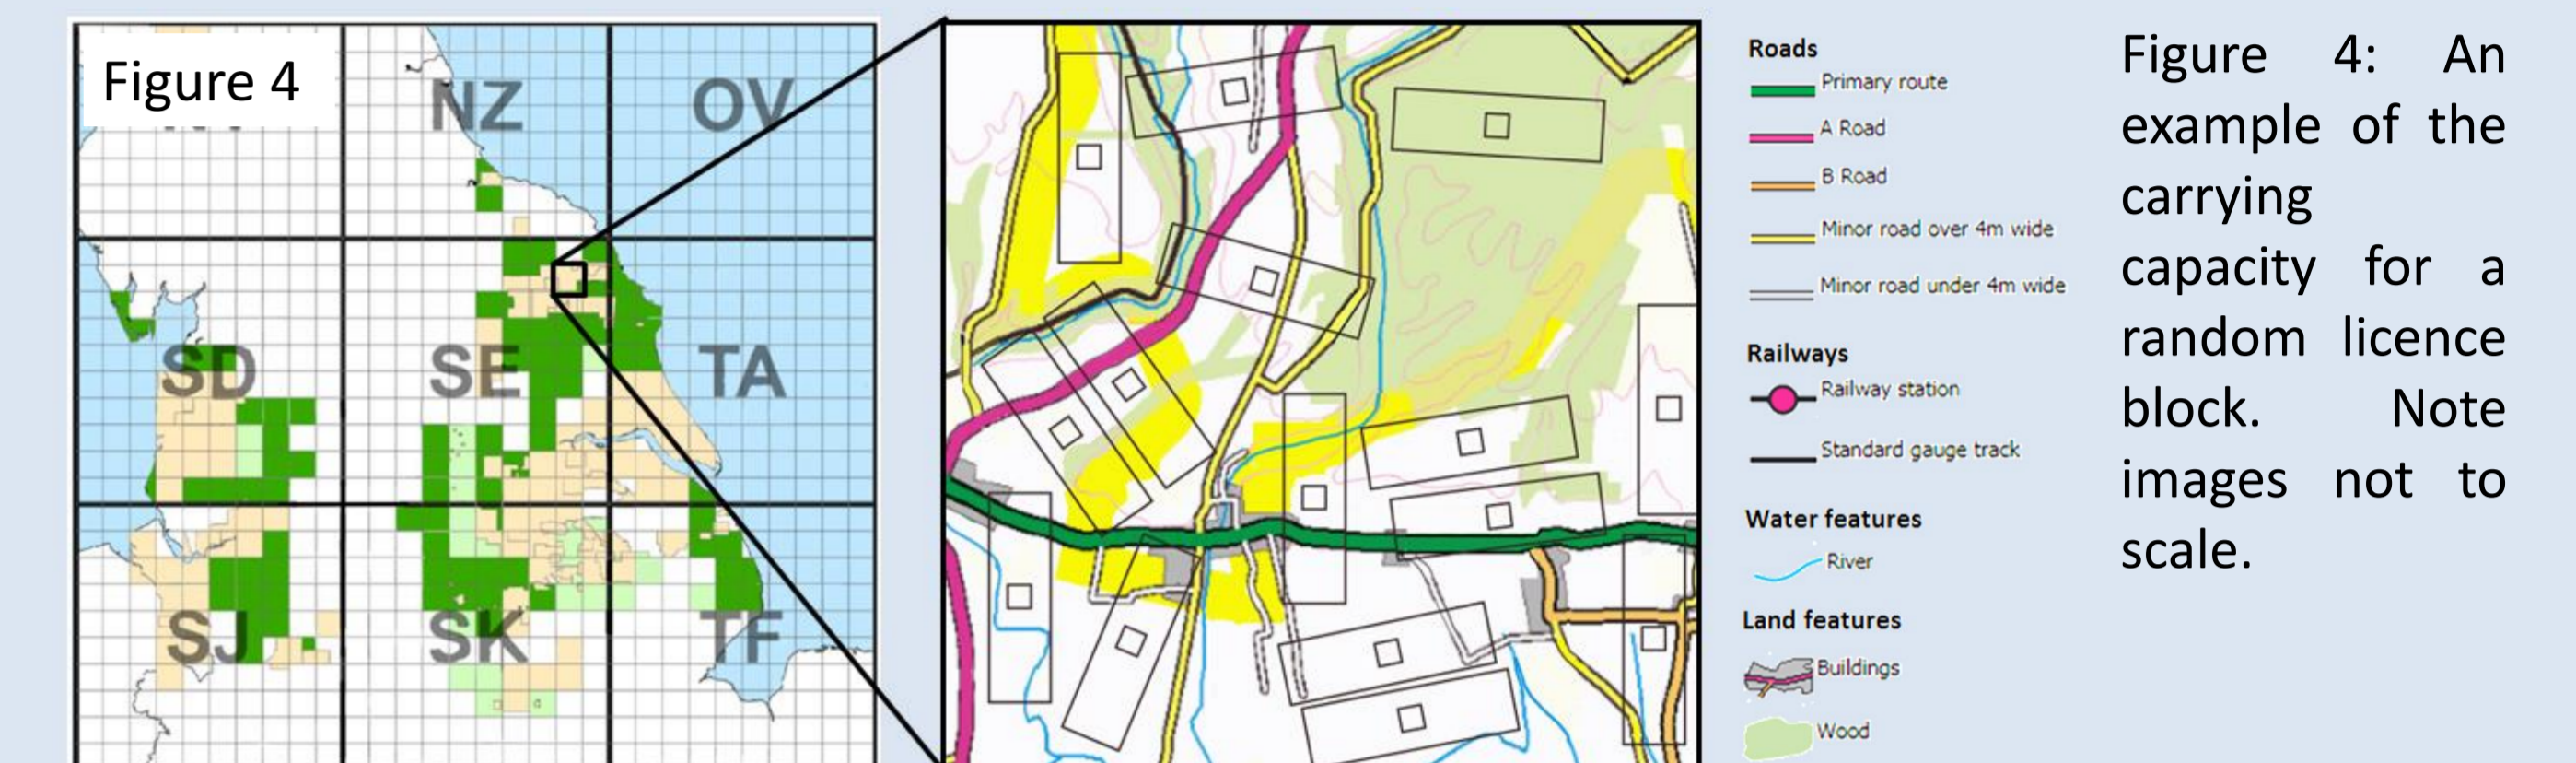 Figure 4
NZ
OV
SD
SE
TA
SJ
SK
TF
Roads
Primary route
A Road
B Road
Minor road over 4m wide
Minor road under 4m wide
Railways
Railway station
Standard gauge track
Water features
River
Land features
Buildings
Wood
Figure 4: An
example of the
carrying
capacity for a
random licence
block. Note
images not to
scale.